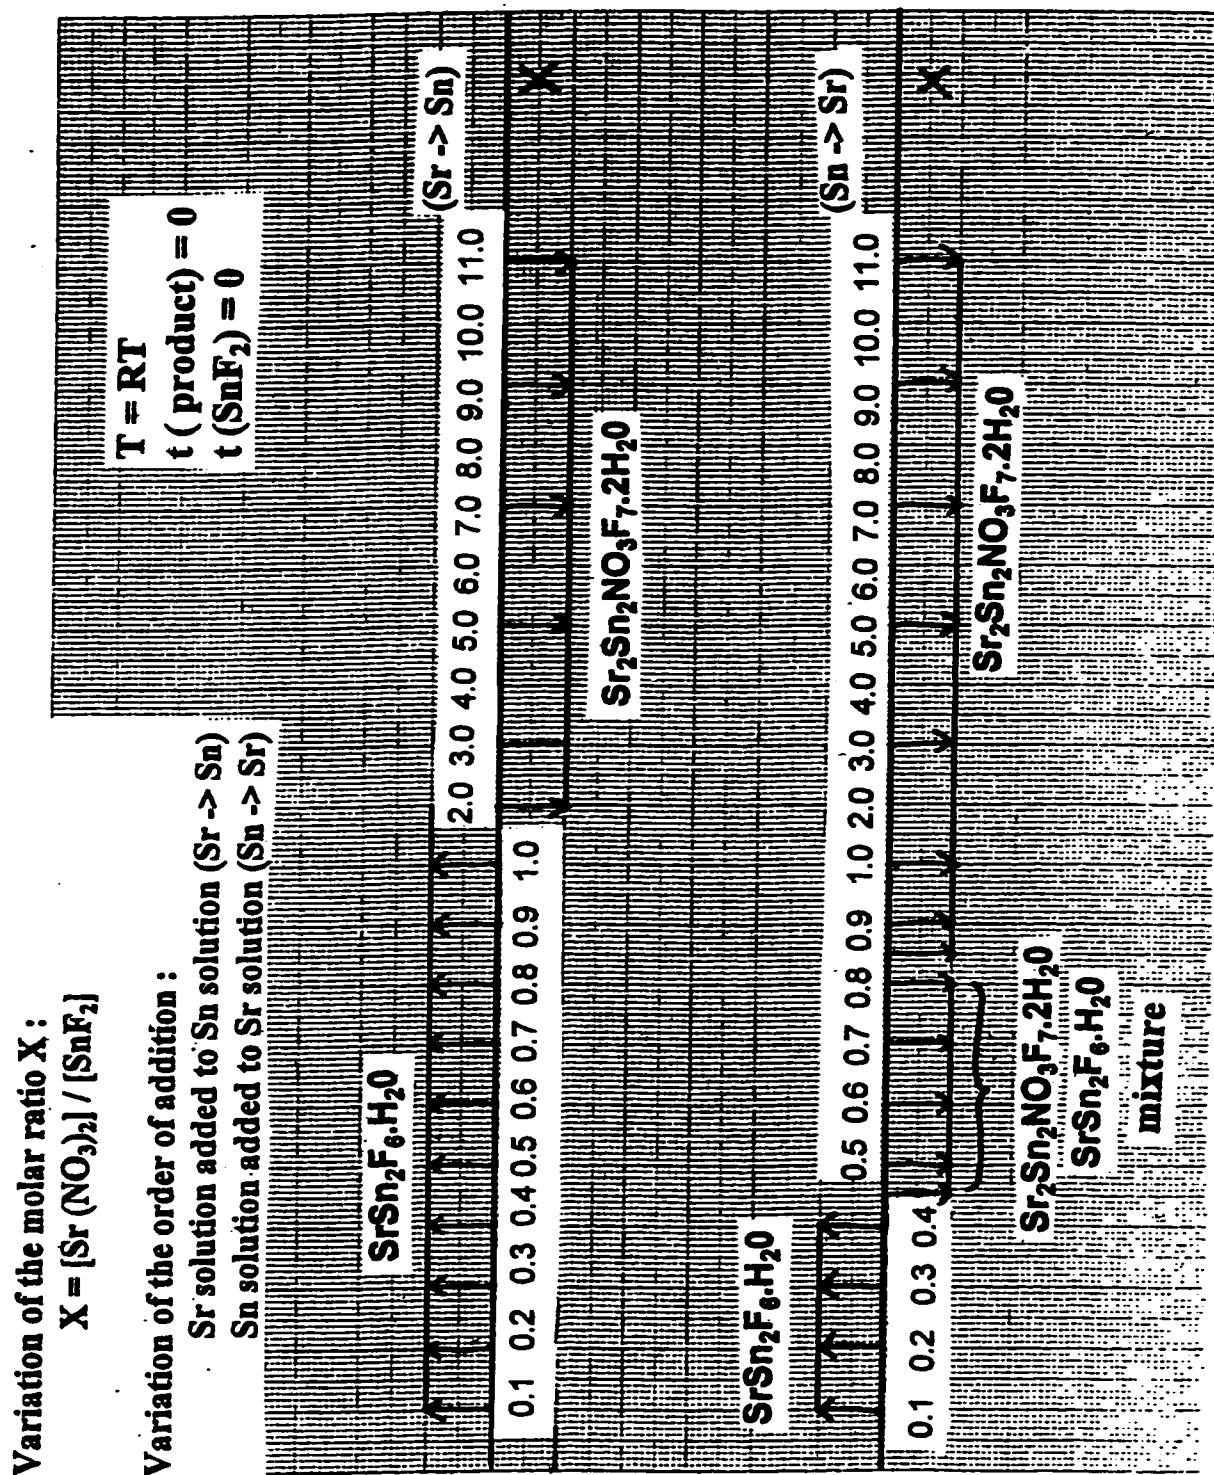 Variation of the molar ratio X :
X = [Sr (NO3)2] / [SnF2]
Variation of the order of addition :
Sr solution added to Sn solution (Sr -> Sn)
Sn solution added to Sr solution (Sn -> Sr)
T = RT
t ( product) = 0
t (SnF2) = 0
SrSn2F6.H2O
2.0 3.0 4.0 5.0 6.0 7.0 8.0 9.0 10.0 11.0
(Sr -> Sn)
0.1 0.2 0.3 0.4 0.5 0.6 0.7 0.8 0.9 1.0
X
Sr2Sn2NO3F7.2H2O
SrSn2F6.H2O
0.5 0.6 0.7 0.8 0.9 1.0 2.0 3.0 4.0 5.0 6.0 7.0 8.0 9.0 10.0 11.0
(Sn -> Sr)
0.1 0.2 0.3 0.4
X
Sr2Sn2NO3F7.2H2O
Sr2Sn2NO3F7.2H2O
SrSn2F6.H2O
mixture